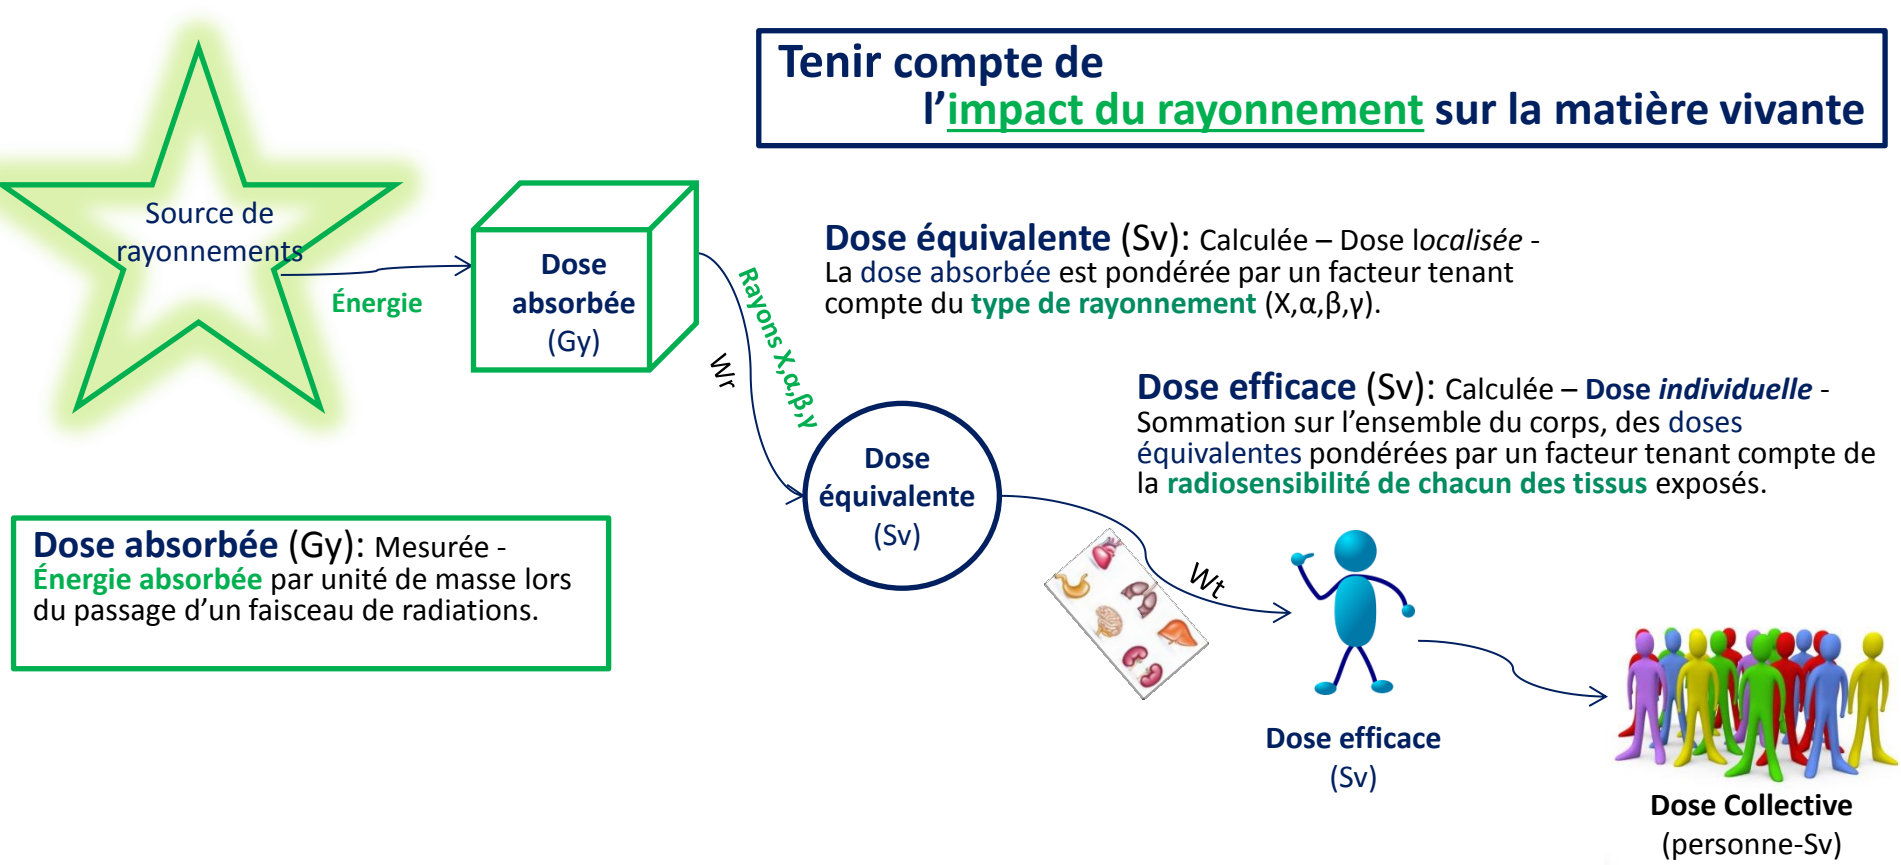 Tenir compte de
l’impact du rayonnement sur la matière vivante
Source de
rayonnements
Énergie
Dose
absorbée
(Gy)
Rayons X,α,β,γ
Wr
Dose équivalente (Sv): Calculée – Dose localisée -
La dose absorbée est pondérée par un facteur tenant
compte du type de rayonnement (X,α,β,γ).
Dose efficace (Sv): Calculée – Dose individuelle -
Sommation sur l’ensemble du corps, des doses
équivalentes pondérées par un facteur tenant compte de
la radiosensibilité de chacun des tissus exposés.
Dose
équivalente
(Sv)
Dose absorbée (Gy): Mesurée -
Énergie absorbée par unité de masse lors
du passage d’un faisceau de radiations.
Wt
Dose efficace
(Sv)
Dose Collective
(personne-Sv)